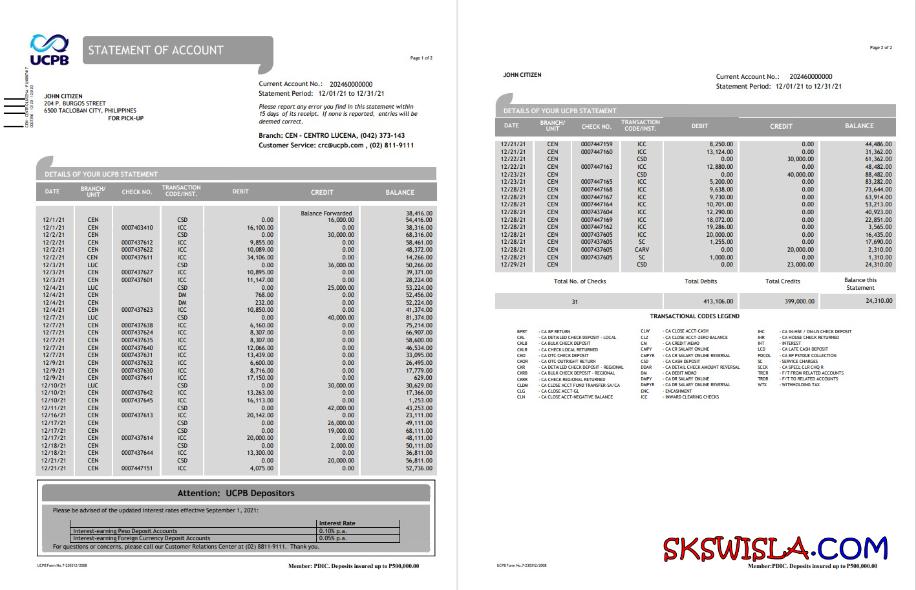 UCPB
STATEMENT OF ACCOUNT
Page 1 of 2
JOHN CITIZEN
204 P. BURGOS STREET
6500 TACLOBAN CITY, PHILIPPINES
FOR PICK-UP
Current Account No.: 202460000000
Statement Period: 12/01/21 to 12/31/21
Please report any error you find in this statement within
15 days of its receipt. If none is reported, entries will be
deemed correct.
Branch: CEN - CENTRO LUCENA, (042) 373-143
Customer Service: crc@ucpb.com , (02) 811-9111
DETAILS OF YOUR UCPB STATEMENT
DATE BRANCH/UNIT CHECK NO. TRANSACTION CODE/INST. DEBIT CREDIT BALANCE
Balance Forwarded 38,416.00
12/1/21 CEN CSD 0.00 16,000.00 54,416.00
12/1/21 CEN 0007403410 ICC 16,100.00 0.00 38,316.00
12/2/21 CEN CSD 0.00 30,000.00 68,316.00
12/2/21 CEN 0007437612 ICC 9,855.00 0.00 58,461.00
12/2/21 CEN 0007437622 ICC 10,089.00 0.00 48,372.00
12/2/21 CEN 0007437611 ICC 34,106.00 0.00 14,266.00
12/3/21 LUC CSD 0.00 36,000.00 50,266.00
12/3/21 CEN 0007437627 ICC 10,895.00 0.00 39,371.00
12/3/21 CEN 0007437601 ICC 11,147.00 0.00 28,224.00
12/4/21 LUC CSD 0.00 25,000.00 53,224.00
12/4/21 CEN DM 768.00 0.00 52,456.00
12/4/21 CEN DM 232.00 0.00 52,224.00
12/4/21 CEN 0007437623 ICC 10,850.00 0.00 41,374.00
12/7/21 LUC CSD 0.00 40,000.00 81,374.00
12/7/21 CEN 0007437638 ICC 6,160.00 0.00 75,214.00
12/7/21 CEN 0007437624 ICC 8,307.00 0.00 66,907.00
12/7/21 CEN 0007437635 ICC 8,307.00 0.00 58,600.00
12/7/21 CEN 0007437640 ICC 12,066.00 0.00 46,534.00
12/7/21 CEN 0007437631 ICC 13,439.00 0.00 33,095.00
12/9/21 CEN 0007437632 ICC 6,600.00 0.00 26,495.00
12/9/21 CEN 0007437630 ICC 8,716.00 0.00 17,779.00
12/9/21 CEN 0007437641 ICC 17,150.00 0.00 629.00
12/10/21 LUC CSD 0.00 30,000.00 30,629.00
12/10/21 CEN 0007437642 ICC 13,263.00 0.00 17,366.00
12/10/21 CEN 0007437645 ICC 16,113.00 0.00 1,253.00
12/11/21 CEN CSD 0.00 42,000.00 43,253.00
12/16/21 CEN 0007437613 ICC 20,142.00 0.00 23,111.00
12/17/21 CEN CSD 0.00 26,000.00 49,111.00
12/17/21 CEN CSD 0.00 19,000.00 68,111.00
12/17/21 CEN 0007437614 ICC 20,000.00 0.00 48,111.00
12/18/21 CEN CSD 0.00 2,000.00 50,111.00
12/18/21 CEN 0007437644 ICC 13,300.00 0.00 36,811.00
12/21/21 CEN CSD 0.00 20,000.00 56,811.00
12/21/21 CEN 0007447151 ICC 4,075.00 0.00 52,736.00
Attention: UCPB Depositors
Please be advised of the updated interest rates effective September 1, 2021:
Interest Rate
Interest-earning Peso Deposit Accounts 0.10% p.a.
Interest-earning Foreign Currency Deposit Accounts 0.05% p.a.
For questions or concerns, please call our Customer Relations Center at (02) 8811-9111. Thank you.
Member: PDIC. Deposits insured up to P500,000.00
Page 2 of 2
JOHN CITIZEN
Current Account No.: 202460000000
Statement Period: 12/01/21 to 12/31/21
DETAILS OF YOUR UCPB STATEMENT
DATE BRANCH/UNIT CHECK NO. TRANSACTION CODE/INST. DEBIT CREDIT BALANCE
12/21/21 CEN 0007447159 ICC 8,250.00 0.00 44,486.00
12/21/21 CEN 0007447160 ICC 13,124.00 0.00 31,362.00
12/22/21 CEN CSD 0.00 30,000.00 61,362.00
12/22/21 CEN 0007447163 ICC 12,880.00 0.00 48,482.00
12/23/21 CEN CSD 0.00 40,000.00 88,482.00
12/23/21 CEN 0007447165 ICC 5,200.00 0.00 83,282.00
12/28/21 CEN 0007447168 ICC 9,638.00 0.00 73,644.00
12/28/21 CEN 0007447167 ICC 9,730.00 0.00 63,914.00
12/28/21 CEN 0007447164 ICC 10,701.00 0.00 53,213.00
12/28/21 CEN 0007437604 ICC 12,290.00 0.00 40,923.00
12/28/21 CEN 0007447169 ICC 18,072.00 0.00 22,851.00
12/28/21 CEN 0007447162 ICC 19,286.00 0.00 3,565.00
12/28/21 CEN 0007437605 ICC 20,000.00 0.00 16,435.00
12/28/21 CEN 0007437605 SC 1,255.00 0.00 17,690.00
12/28/21 CEN CARV 0.00 20,000.00 2,310.00
12/28/21 CEN 0007437605 SC 1,000.00 0.00 1,310.00
12/29/21 CEN CSD 0.00 23,000.00 24,310.00
Total No. of Checks Total Debits Total Credits Balance this Statement
31 413,106.00 399,000.00 24,310.00
TRANSACTIONAL CODES LEGEND
SKSWISLA.COM
Member:PDIC. Deposits insured up to P500,000.00